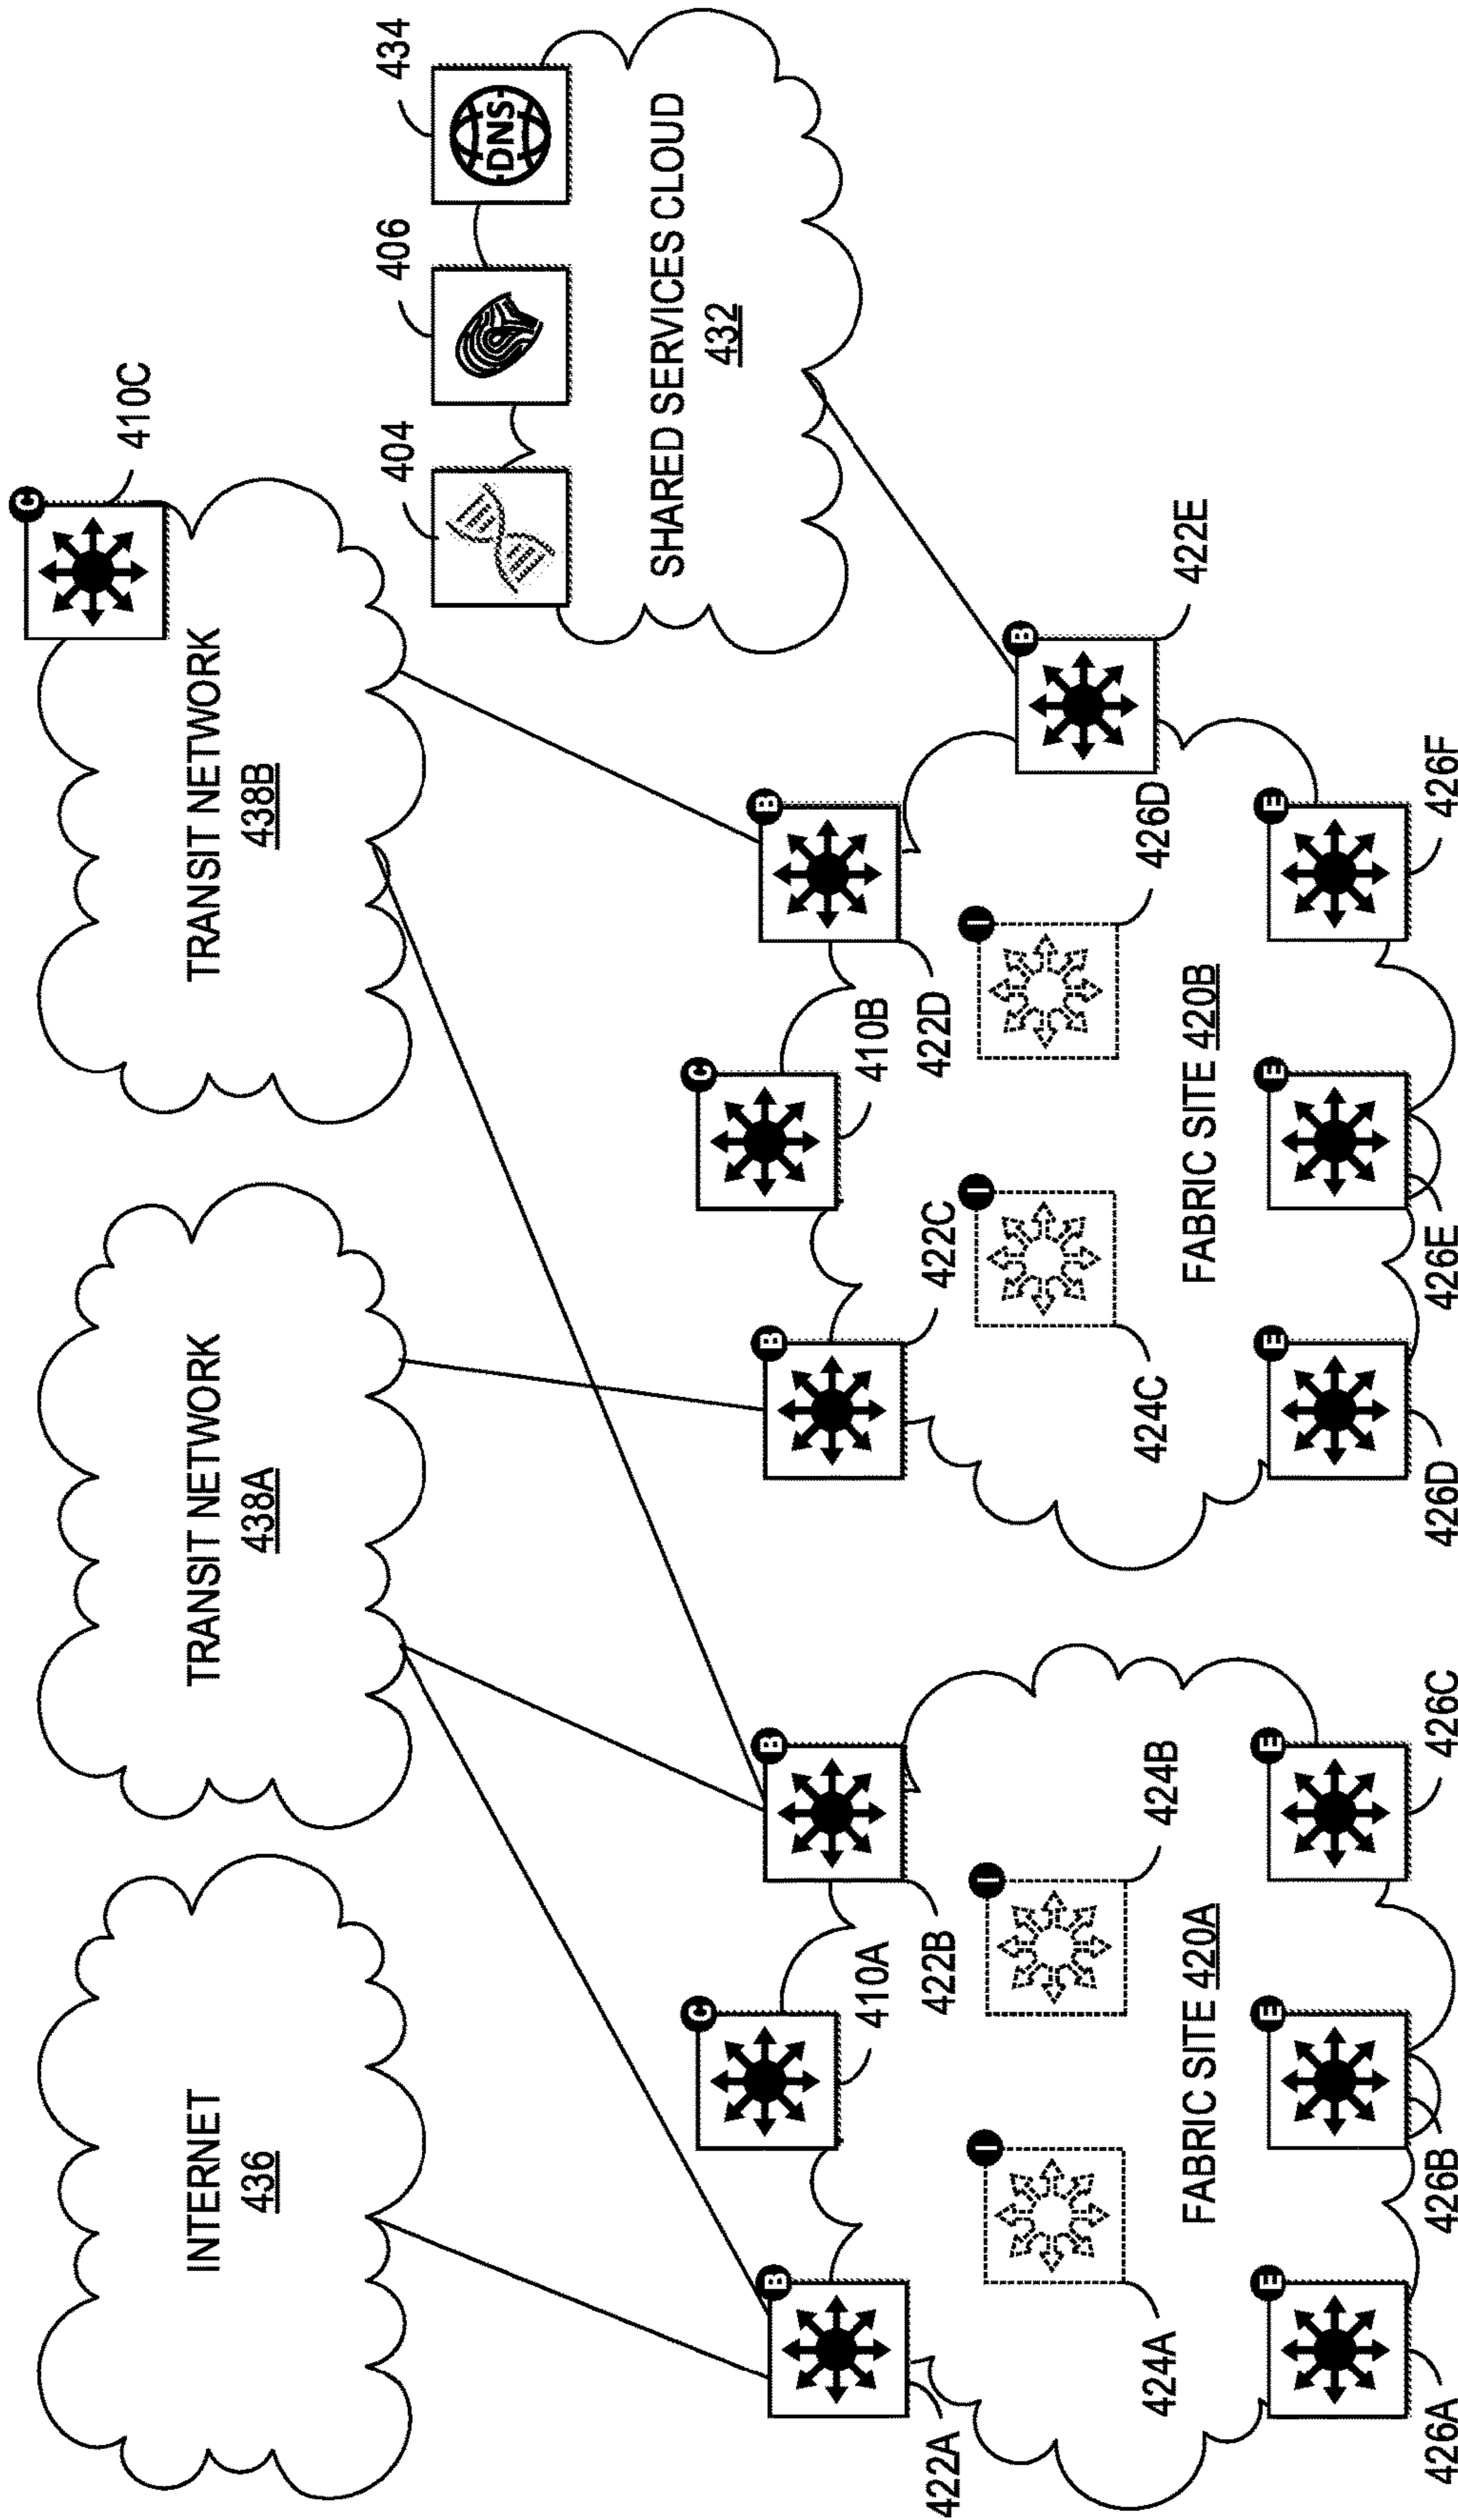 INTERNET
436
TRANSIT NETWORK
438A
TRANSIT NETWORK
438B
C
410C
404
406
434
DNS
SHARED SERVICES CLOUD
432
B
422A
C
410A
B
422B
I
424A
I
424B
FABRIC SITE 420A
E
426A
E
426B
E
426C
B
422C
C
410B
B
422D
B
422E
I
424C
I
426D
FABRIC SITE 420B
E
426D
E
426E
E
426F